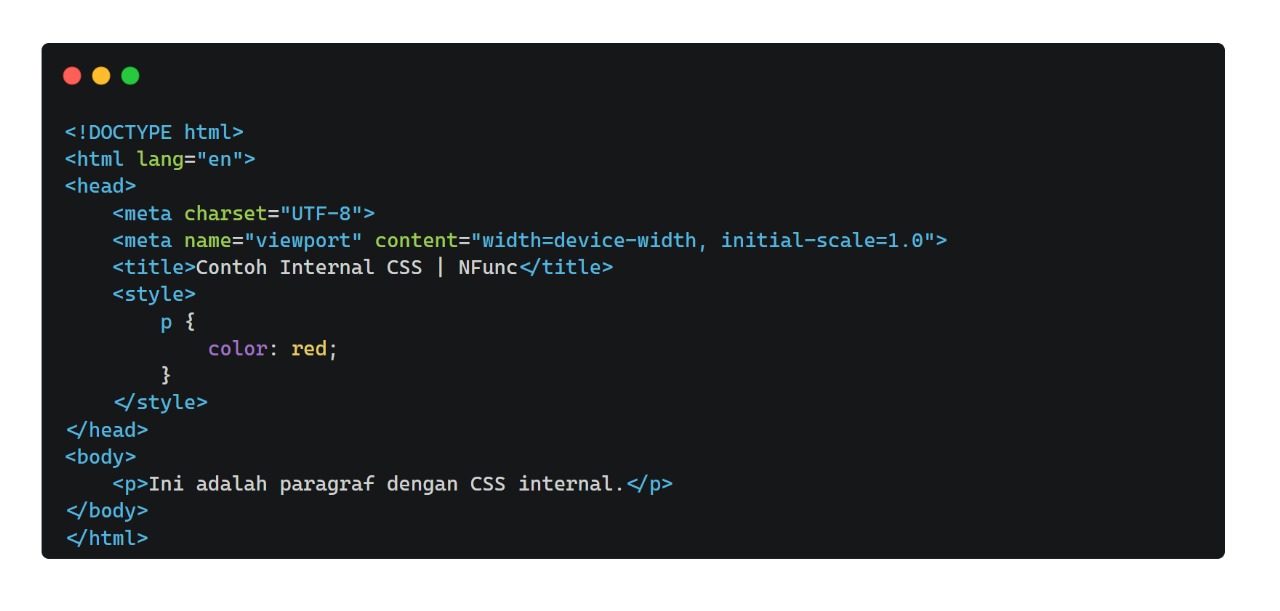 <!DOCTYPE html>
<html lang="en">
<head>
    <meta charset="UTF-8">
    <meta name="viewport" content="width=device-width, initial-scale=1.0">
    <title>Contoh Internal CSS | NFunc</title>
    <style>
        p {
            color: red;
        }
    </style>
</head>
<body>
    <p>Ini adalah paragraf dengan CSS internal.</p>
</body>
</html>